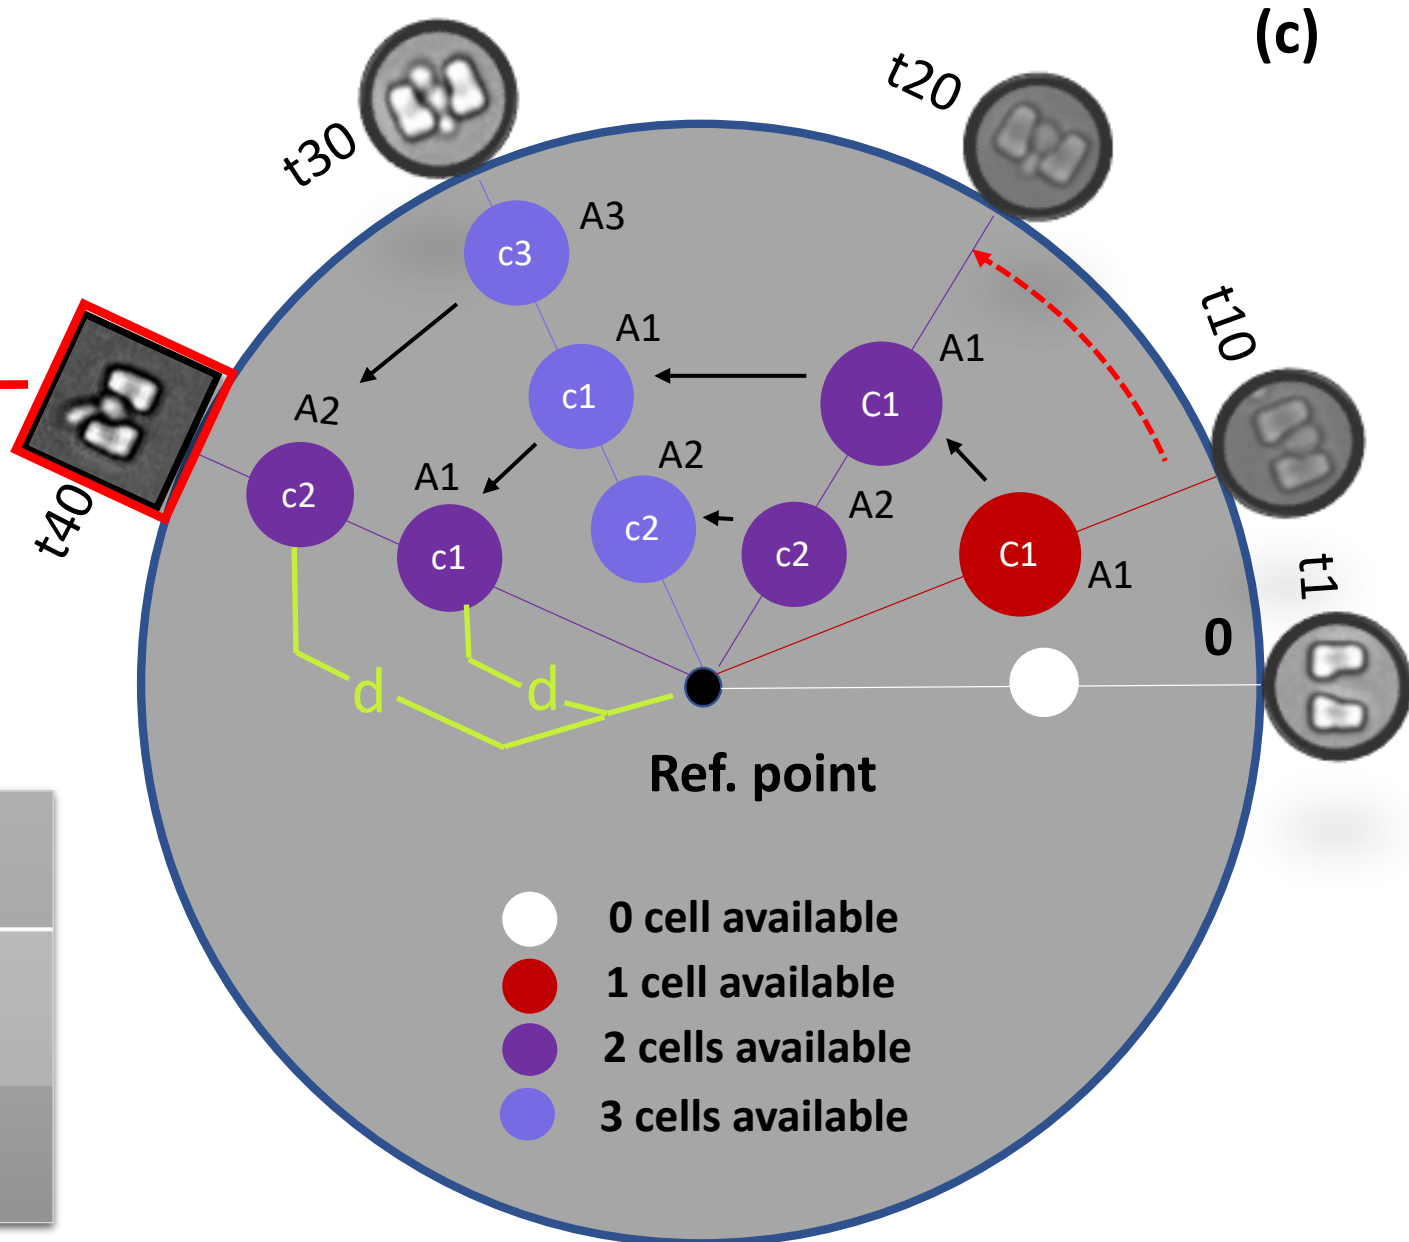 (c)
t20
t30
A3
c3
t10
A1
A1
C1
c1
A2
A2
A1
A2
c2
t40
c2
c2
C1
c1
A1
t1
0
d
d
Ref. point
0 cell available
1 cell available
2 cells available
3 cells available